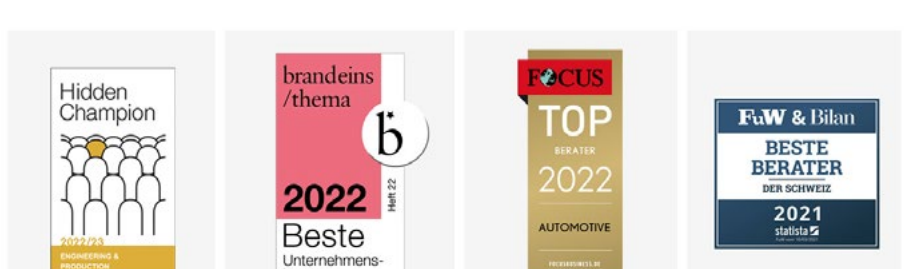 Hidden
Champion
2022/23
ENGINEERING &
PRODUCTION
brandeins
/thema
b
2022
Heft 22
Beste
Unternehmens-
FOCUS
TOP
BERATER
2022
AUTOMOTIVE
FOCUSBUSINESS.DE
FuW & Bilan
BESTE
BERATER
DER SCHWEIZ
2021
statista